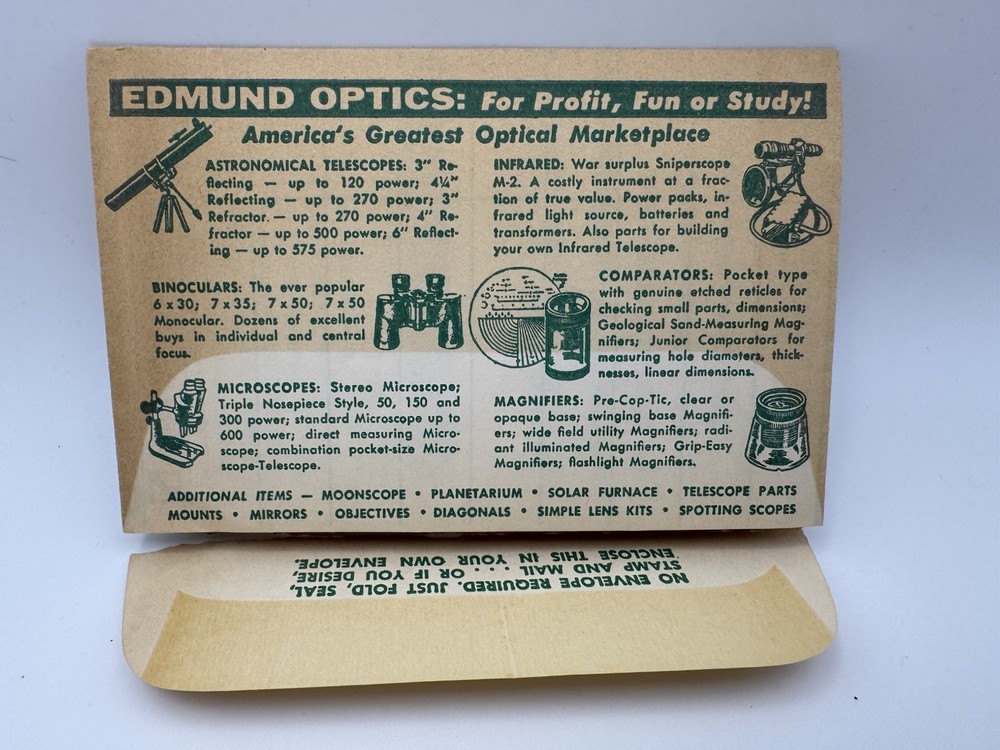 EDMUND OPTICS: For Profit, Fun or Study!
America's Greatest Optical Marketplace
ASTRONOMICAL TELESCOPES: 3" Re-
flecting — up to 120 power; 4¼"
Reflecting — up to 270 power; 3"
Refractor. — up to 270 power; 4" Re-
fractor — up to 500 power; 6" Reflect-
ing — up to 575 power.
INFRARED: War surplus Sniperscope
M-2. A costly instrument at a frac-
tion of true value. Power packs, in-
frared light source, batteries and
transformers. Also parts for building
your own Infrared Telescope.
BINOCULARS: The ever popular
6 x 30; 7 x 35; 7 x 50; 7 x 50
Monocular. Dozens of excellent
buys in individual and central
focus.
COMPARATORS: Pocket type
with genuine etched reticles for
checking small parts, dimensions;
Geological Sand-Measuring Mag-
nifiers; Junior Comparators for
measuring hole diameters, thick-
nesses, linear dimensions.
MICROSCOPES: Stereo Microscope;
Triple Nosepiece Style, 50, 150 and
300 power; standard Microscope up to
600 power; direct measuring Micro-
scope; combination pocket-size Micro-
scope-Telescope.
MAGNIFIERS: Pre-Cop-Tic, clear or
opaque base; swinging base Magnifi-
ers; wide field utility Magnifiers; radi-
ant illuminated Magnifiers; Grip-Easy
Magnifiers; flashlight Magnifiers.
ADDITIONAL ITEMS — MOONSCOPE • PLANETARIUM • SOLAR FURNACE • TELESCOPE PARTS
MOUNTS • MIRRORS • OBJECTIVES • DIAGONALS • SIMPLE LENS KITS • SPOTTING SCOPES
NO ENVELOPE REQUIRED. JUST FOLD, SEAL,
STAMP AND MAIL . . . OR IF YOU DESIRE,
ENCLOSE THIS IN YOUR OWN ENVELOPE.